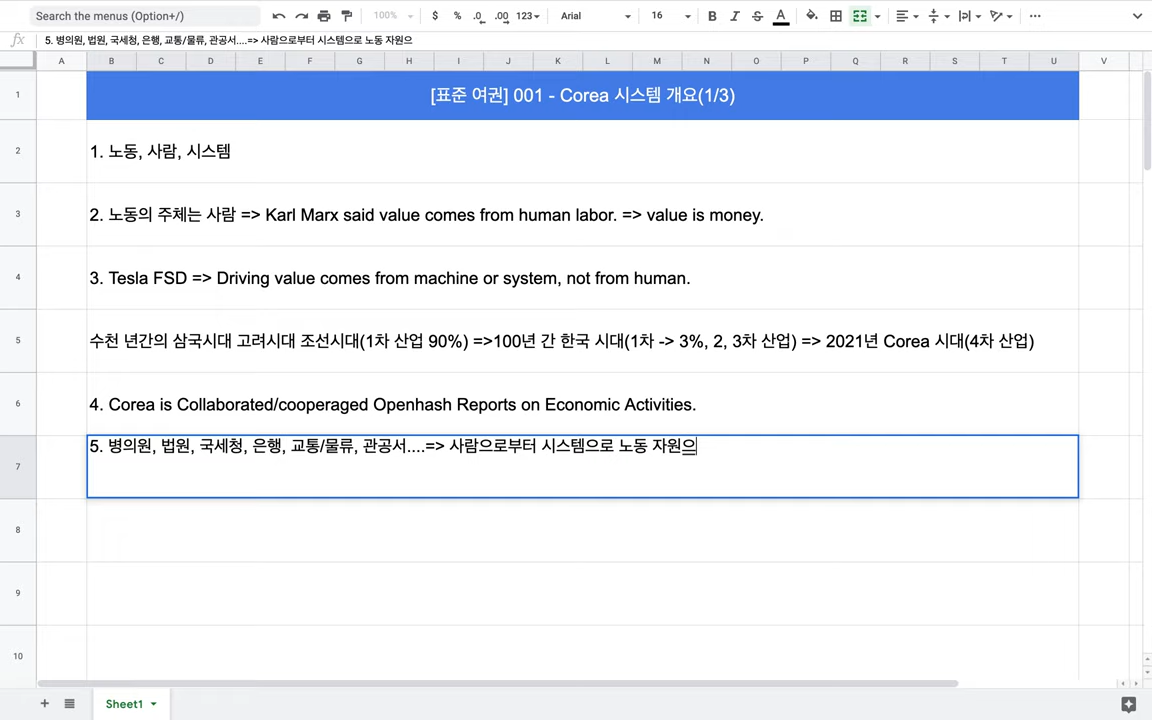 Search the menus (Option+/)
100%
$ % .0 .00 123
Arial
16
B I S A
fx
5. 병의원, 법원, 국세청, 은행, 교통/물류, 관공서....=> 사람으로부터 시스템으로 노동 자원으
A B C D E F G H I J K L M N O P Q R S T U V
1
[표준 여권] 001 - Corea 시스템 개요(1/3)
2
1. 노동, 사람, 시스템
3
2. 노동의 주체는 사람 => Karl Marx said value comes from human labor. => value is money.
4
3. Tesla FSD => Driving value comes from machine or system, not from human.
5
수천 년간의 삼국시대 고려시대 조선시대(1차 산업 90%) =>100년 간 한국 시대(1차 -> 3%, 2, 3차 산업) => 2021년 Corea 시대(4차 산업)
6
4. Corea is Collaborated/cooperaged Openhash Reports on Economic Activities.
7
5. 병의원, 법원, 국세청, 은행, 교통/물류, 관공서....=> 사람으로부터 시스템으로 노동 자원으
8
9
10
Sheet1